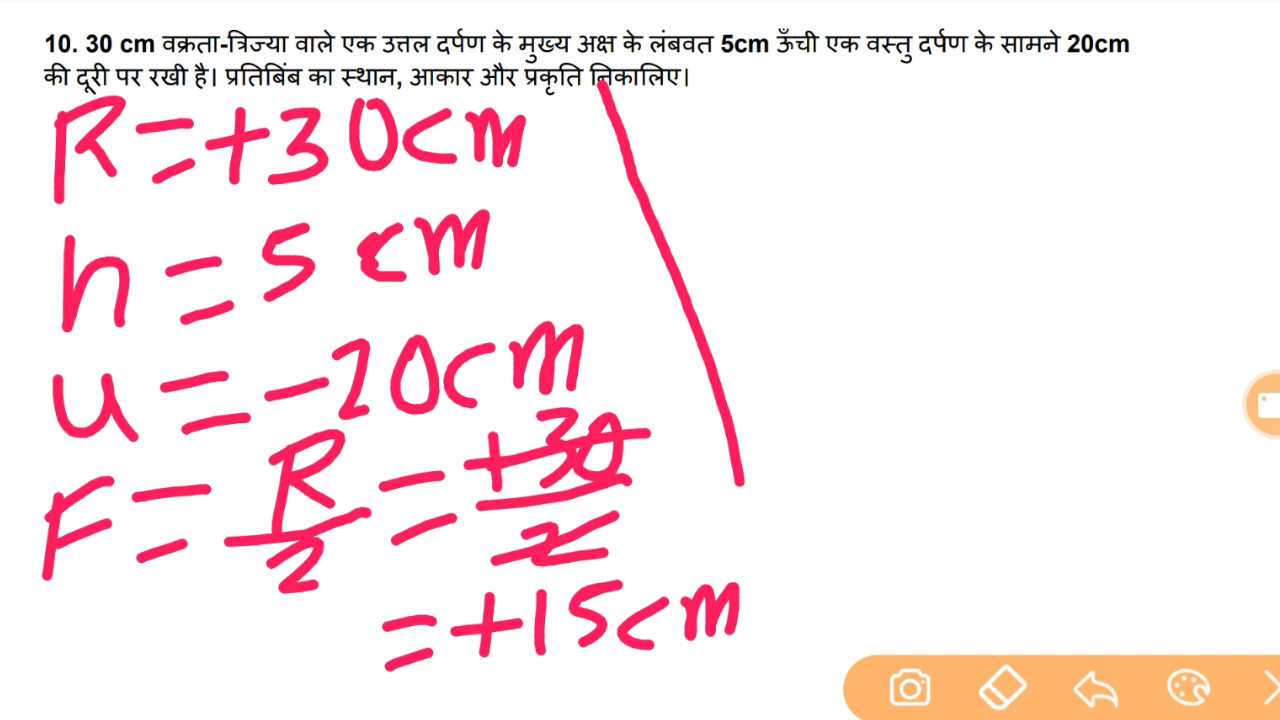 10. 30 cm वक्रता-त्रिज्या वाले एक उत्तल दर्पण के मुख्य अक्ष के लंबवत 5cm ऊँची एक वस्तु दर्पण के सामने 20cm
की दूरी पर रखी है। प्रतिबिंब का स्थान, आकार और प्रकृति निकालिए।
R = +30cm
h = 5 cm
u = -20cm
F = R/2 = +30/2
= +15cm